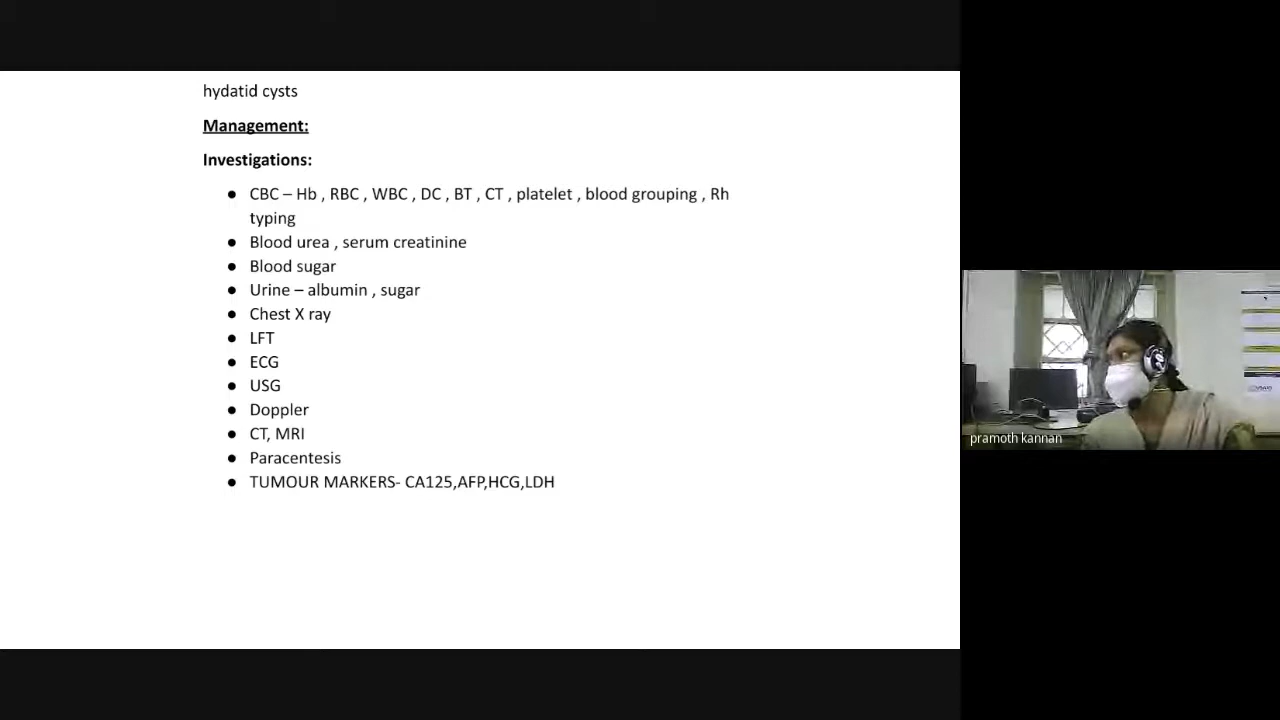 hydatid cysts
Management:
Investigations:
● CBC – Hb , RBC , WBC , DC , BT , CT , platelet , blood grouping , Rh
typing
● Blood urea , serum creatinine
● Blood sugar
● Urine – albumin , sugar
● Chest X ray
● LFT
● ECG
● USG
● Doppler
● CT, MRI
● Paracentesis
● TUMOUR MARKERS- CA125,AFP,HCG,LDH
pramoth kannan